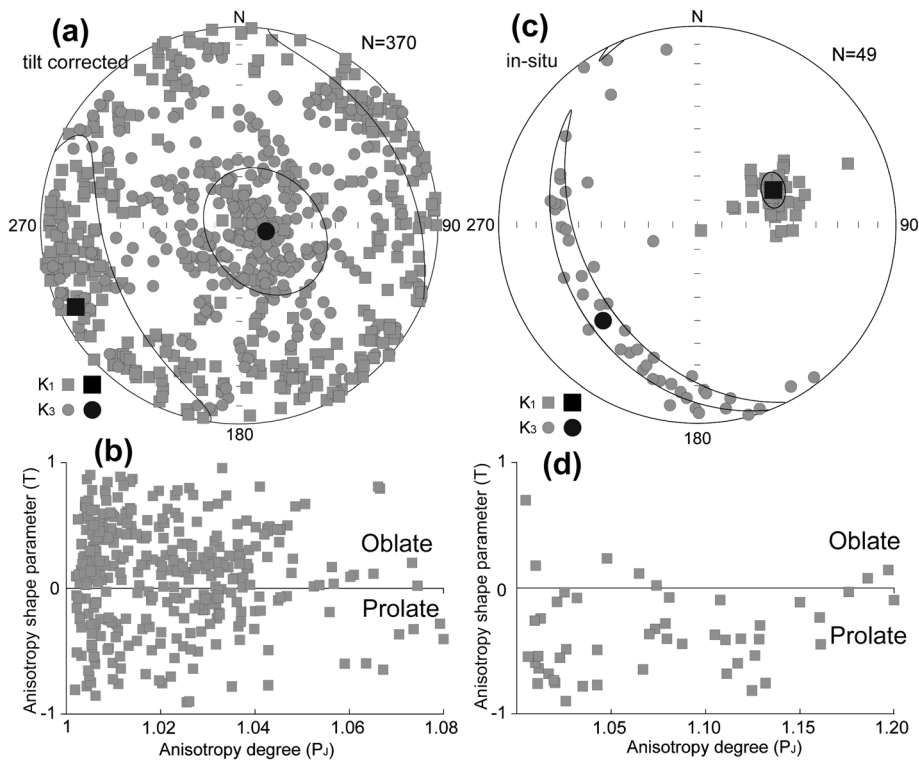 (a)
N
N=370
tilt corrected
270
90
K1
K3
180
(c)
N
N=49
in-situ
270
90
K1
K3
180
(b)
1
0
-1
Anisotropy shape parameter (T)
Oblate
Prolate
1 1.02 1.04 1.06 1.08
Anisotropy degree (PJ)
(d)
1
0
-1
Anisotropy shape parameter (T)
Oblate
Prolate
1.05 1.10 1.15 1.20
Anisotropy degree (PJ)